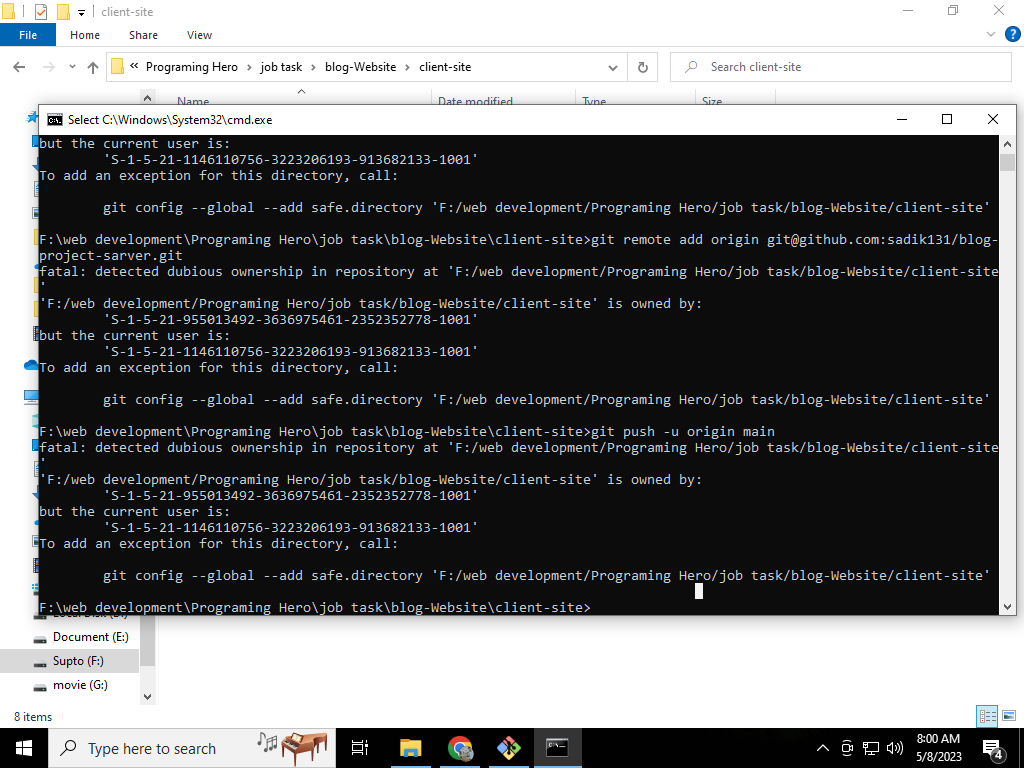 client-site
File Home Share View
« Programing Hero > job task > blog-Website > client-site
Search client-site
Name Date modified Type Size
Select C:\Windows\System32\cmd.exe
but the current user is:
'S-1-5-21-1146110756-3223206193-913682133-1001'
To add an exception for this directory, call:
git config --global --add safe.directory 'F:/web development/Programing Hero/job task/blog-Website/client-site'
F:\web development\Programing Hero\job task\blog-Website\client-site>git remote add origin git@github.com:sadik131/blog-
project-sarver.git
fatal: detected dubious ownership in repository at 'F:/web development/Programing Hero/job task/blog-Website/client-site
'
'F:/web development/Programing Hero/job task/blog-Website/client-site' is owned by:
'S-1-5-21-955013492-3636975461-2352352778-1001'
but the current user is:
'S-1-5-21-1146110756-3223206193-913682133-1001'
To add an exception for this directory, call:
git config --global --add safe.directory 'F:/web development/Programing Hero/job task/blog-Website/client-site'
F:\web development\Programing Hero\job task\blog-Website\client-site>git push -u origin main
fatal: detected dubious ownership in repository at 'F:/web development/Programing Hero/job task/blog-Website/client-site
'
'F:/web development/Programing Hero/job task/blog-Website/client-site' is owned by:
'S-1-5-21-955013492-3636975461-2352352778-1001'
but the current user is:
'S-1-5-21-1146110756-3223206193-913682133-1001'
To add an exception for this directory, call:
git config --global --add safe.directory 'F:/web development/Programing Hero/job task/blog-Website/client-site'
F:\web development\Programing Hero\job task\blog-Website\client-site>
Document (E:)
Supto (F:)
movie (G:)
8 items
Type here to search
8:00 AM
5/8/2023
4